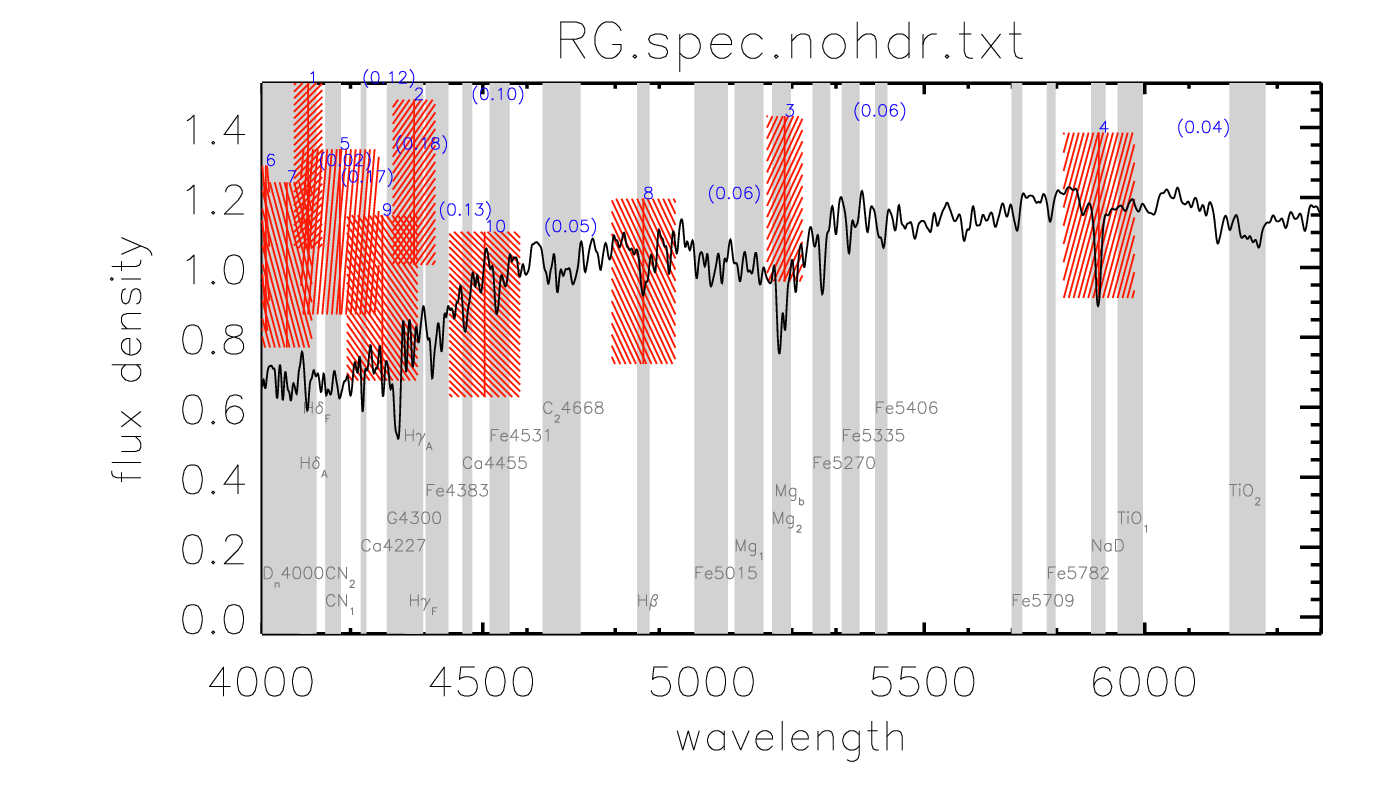 RG.spec.nohdr.txt
1 (0.12)
2 (0.10)
3 (0.06)
4 (0.04)
5 (0.18)
6 (0.02)
7 (0.17)
8 (0.06)
9 (0.13)
10 (0.05)
1.4
1.2
1.0
0.8
0.6
0.4
0.2
0.0
flux density
HδF
C24668
Fe5406
HγA
Fe4531
Fe5335
HδA
Ca4455
Fe5270
Fe4383
Mgb
TiO2
G4300
Mg2
TiO1
Ca4227
Mg1
NaD
Dn4000
CN2
Fe5015
Fe5782
CN1
HγF
Hβ
Fe5709
4000 4500 5000 5500 6000
wavelength